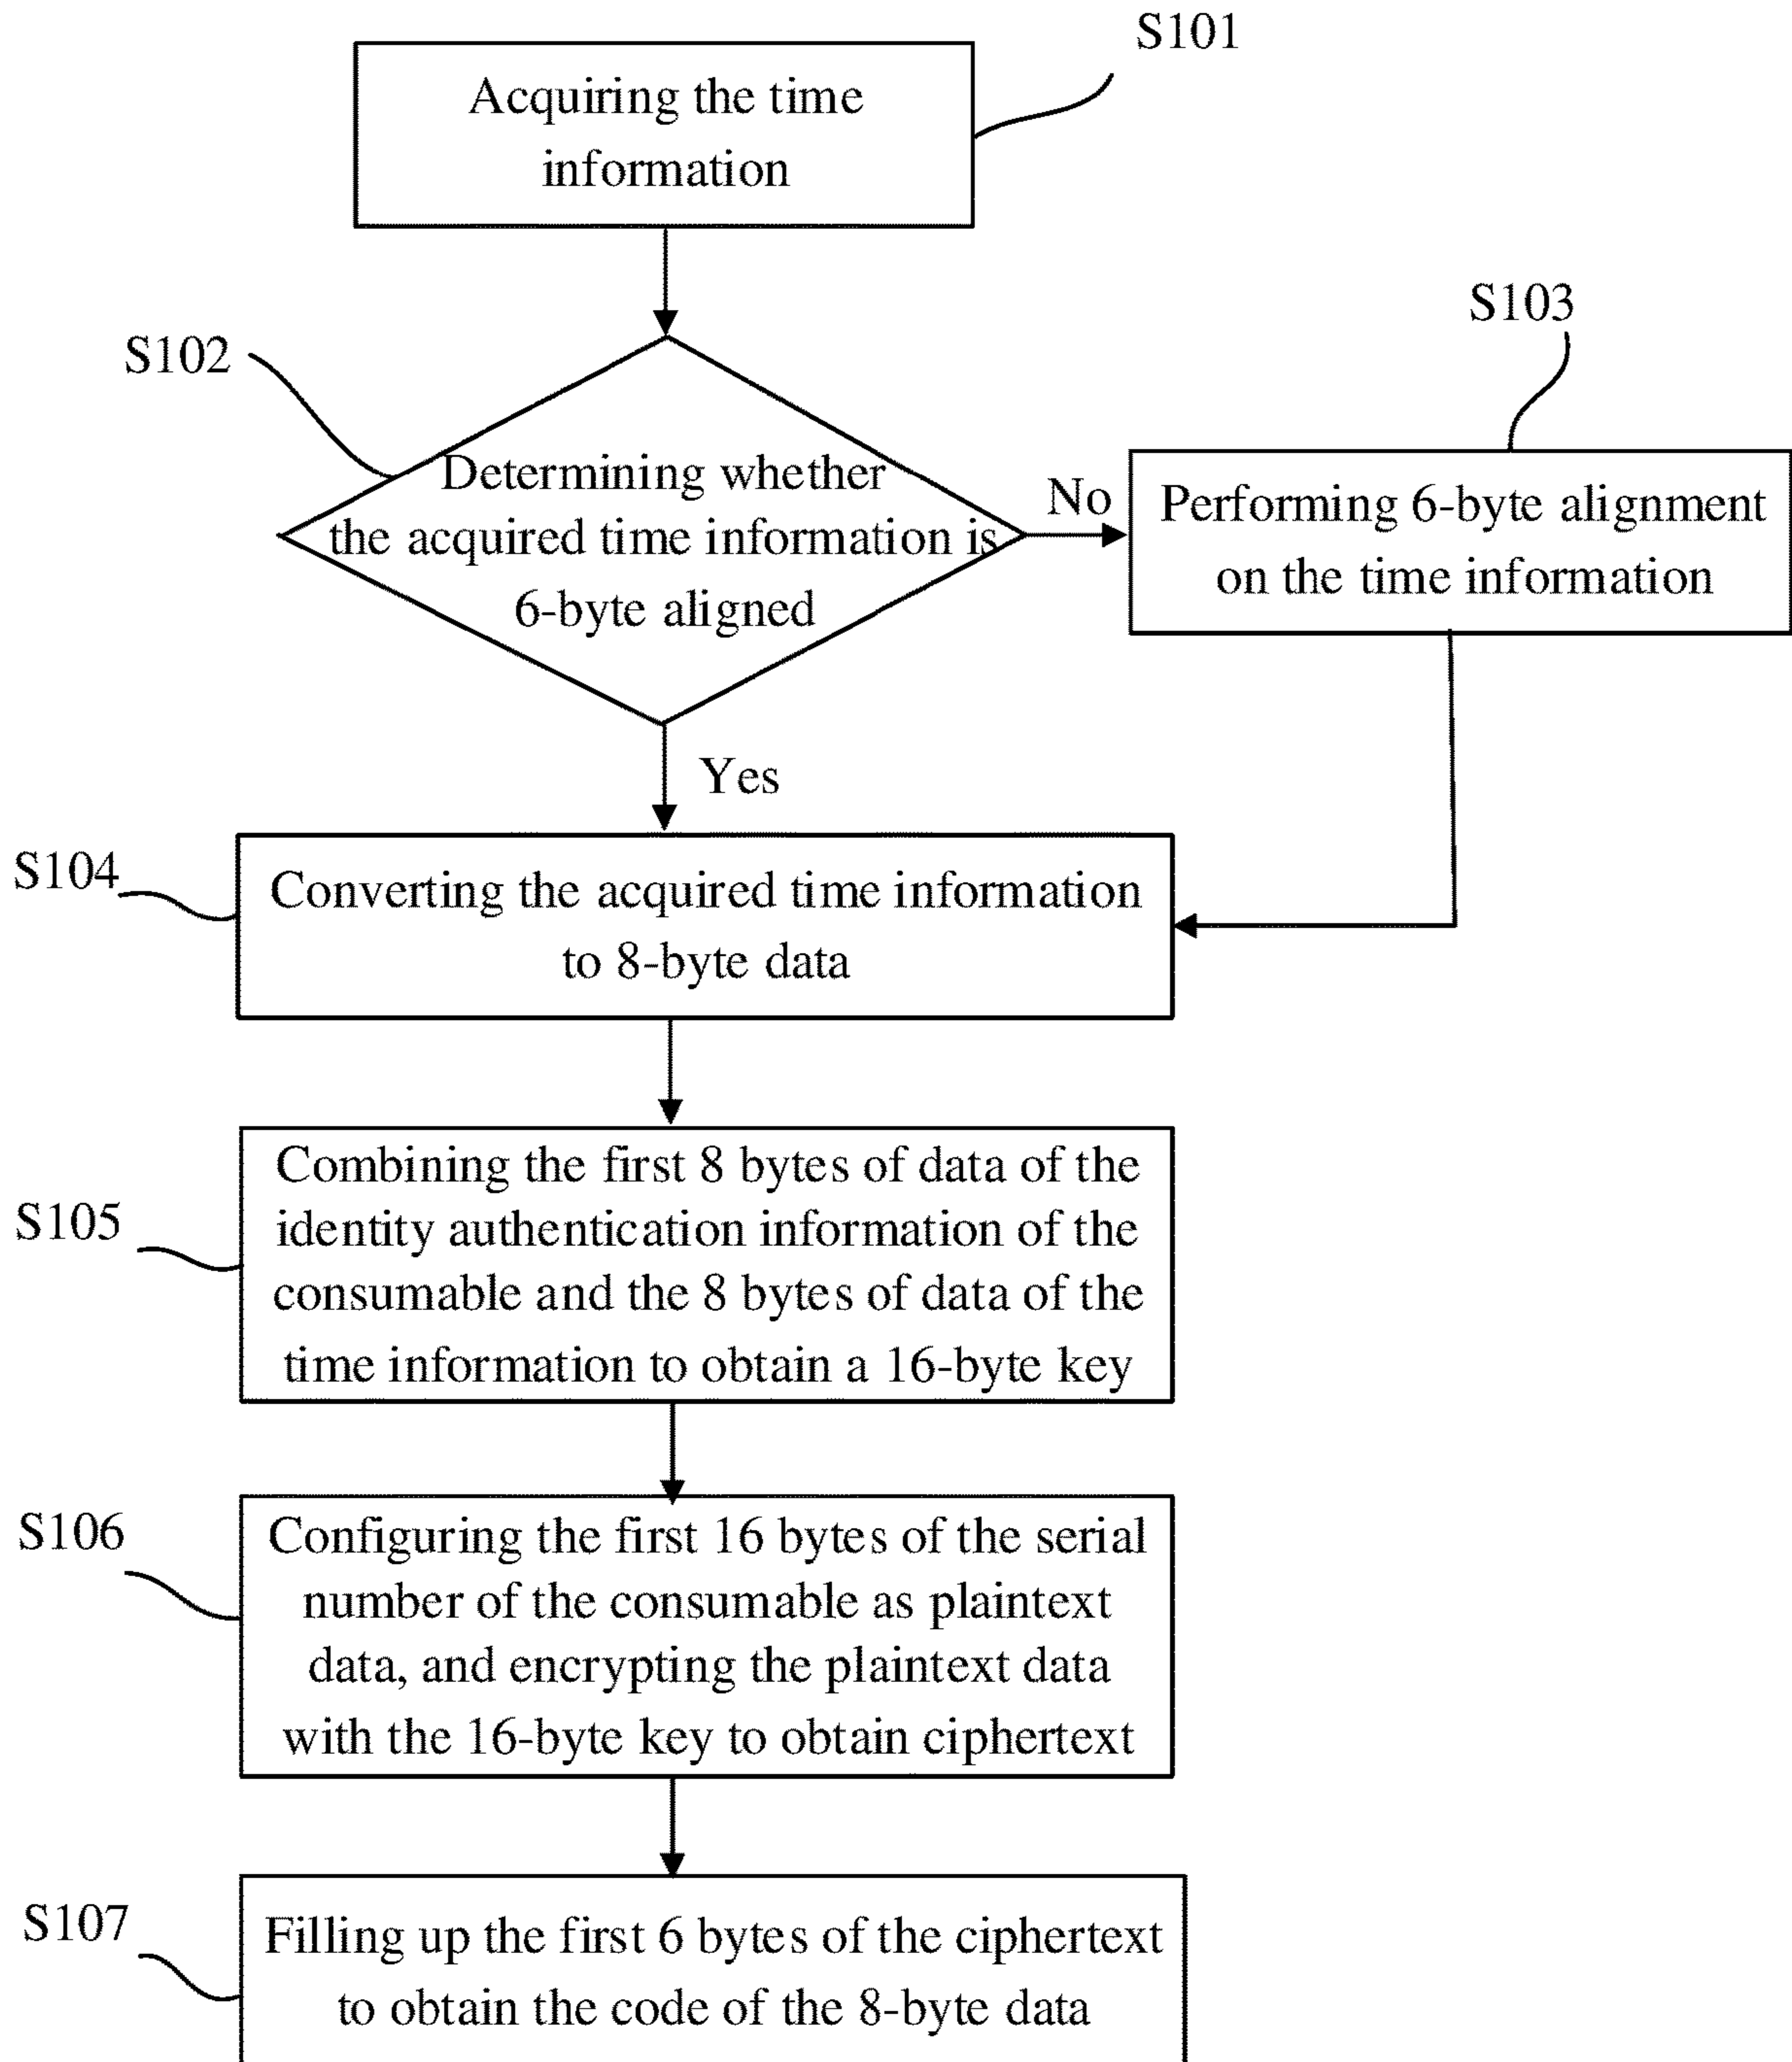 S101
Acquiring the time
information
S102
Determining whether
the acquired time information is
6-byte aligned
No
S103
Performing 6-byte alignment
on the time information
Yes
S104
Converting the acquired time information
to 8-byte data
S105
Combining the first 8 bytes of data of the
identity authentication information of the
consumable and the 8 bytes of data of the
time information to obtain a 16-byte key
S106
Configuring the first 16 bytes of the serial
number of the consumable as plaintext
data, and encrypting the plaintext data
with the 16-byte key to obtain ciphertext
S107
Filling up the first 6 bytes of the ciphertext
to obtain the code of the 8-byte data